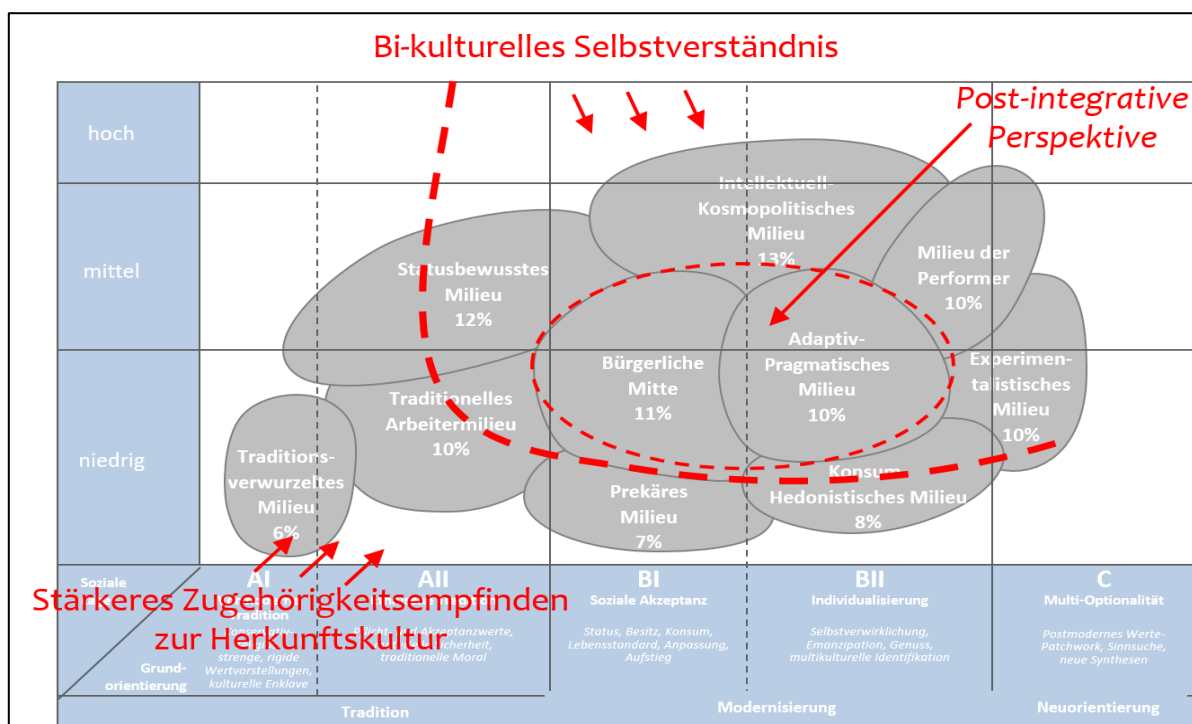 Bi-kulturelles Selbstverständnis
Post-integrative
Perspektive
hoch
mittel
niedrig
Intellektuell-
Kosmopolitisches
Milieu
13%
Statusbewusstes
Milieu
12%
Milieu der
Performer
10%
Bürgerliche
Mitte
11%
Adaptiv-
Pragmatisches
Milieu
10%
Experimen-
talistisches
Milieu
10%
Traditionelles
Arbeitermilieu
10%
Traditions-
verwurzeltes
Milieu
6%
Prekäres
Milieu
7%
Konsum
Hedonistisches Milieu
8%
Stärkeres Zugehörigkeitsempfinden
zur Herkunftskultur
Soziale
Grund-
orientierung
AI
Tradition
strenge, rigide
Wertvorstellungen,
kulturelle Enklave
AII
traditionelle Moral
BI
Soziale Akzeptanz
Status, Besitz, Konsum,
Lebensstandard, Anpassung,
Aufstieg
BII
Individualisierung
Selbstverwirklichung,
Emanzipation, Genuss,
multikulturelle Identifikation
C
Multi-Optionalität
Postmodernes Werte-
Patchwork, Sinnsuche,
neue Synthesen
Tradition
Modernisierung
Neuorientierung